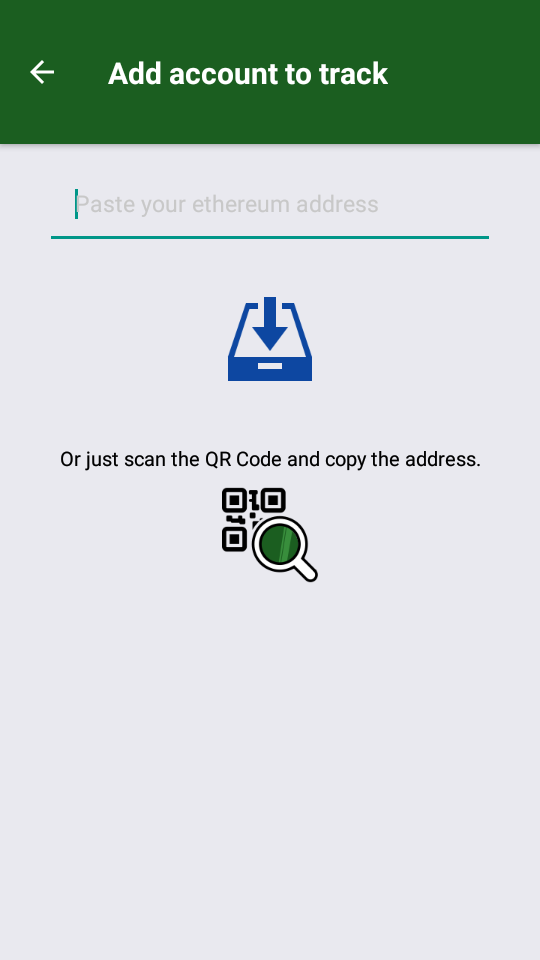 Add account to track
Paste your ethereum address
Or just scan the QR Code and copy the address.